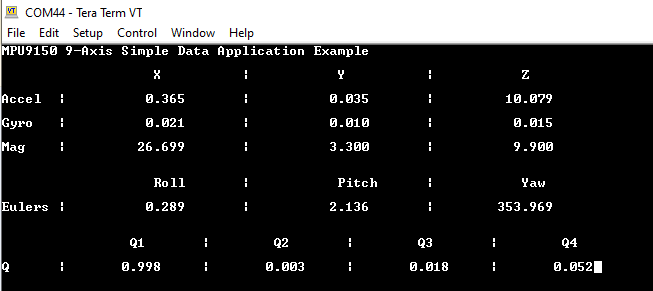 COM44 - Tera Term VT
File Edit Setup Control Window Help
MPU9150 9-Axis Simple Data Application Example
X | Y | Z
Accel | 0.365 | 0.035 | 10.079
Gyro | 0.021 | 0.010 | 0.015
Mag | 26.699 | 3.300 | 9.900
Roll | Pitch | Yaw
Eulers | 0.289 | 2.136 | 353.969
Q1 | Q2 | Q3 | Q4
Q | 0.998 | 0.003 | 0.018 | 0.052